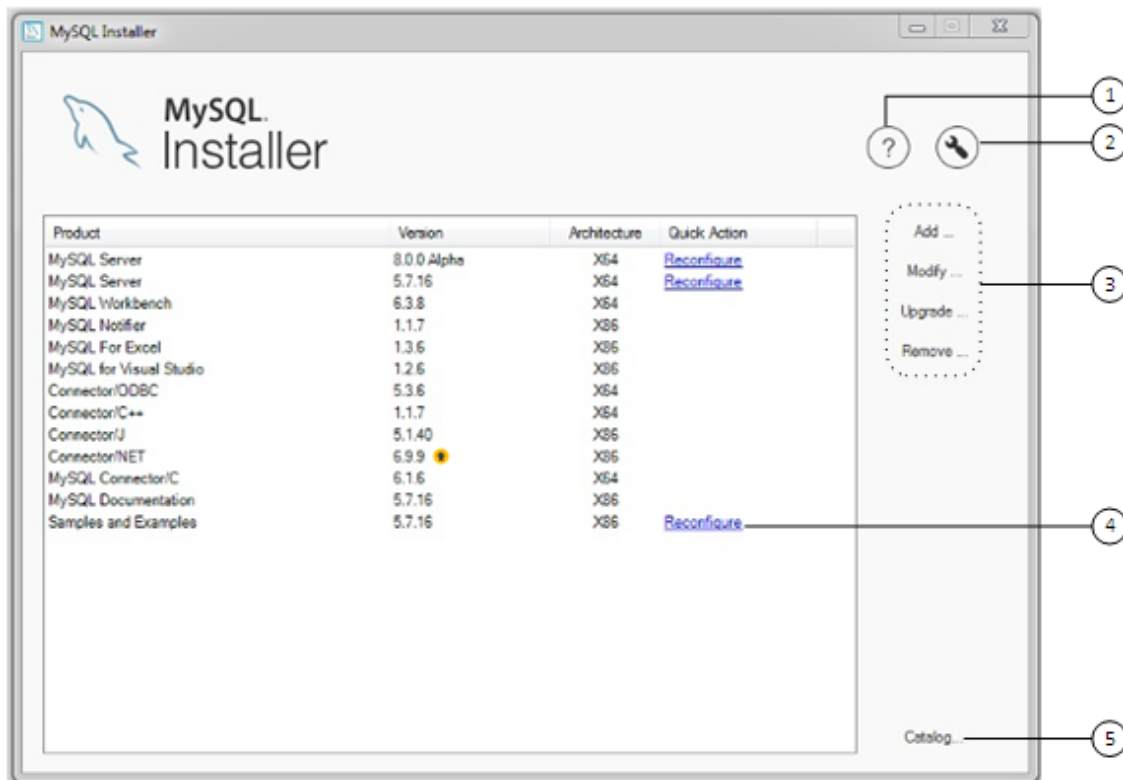 MySQL Installer
MySQL.
Installer
1
?
2
Product Version Architecture Quick Action
MySQL Server 8.0.0 Alpha X64 Reconfigure
MySQL Server 5.7.16 X64 Reconfigure
MySQL Workbench 6.3.8 X64
MySQL Notifier 1.1.7 X86
MySQL For Excel 1.3.6 X86
MySQL for Visual Studio 1.2.6 X86
Connector/ODBC 5.3.6 X64
Connector/C++ 1.1.7 X64
Connector/J 5.1.40 X86
Connector/NET 6.9.9 X86
MySQL Connector/C 6.1.6 X64
MySQL Documentation 5.7.16 X86
Samples and Examples 5.7.16 X86 Reconfigure
Add ...
Modify ...
Upgrade ...
Remove ...
3
4
Catalog...
5